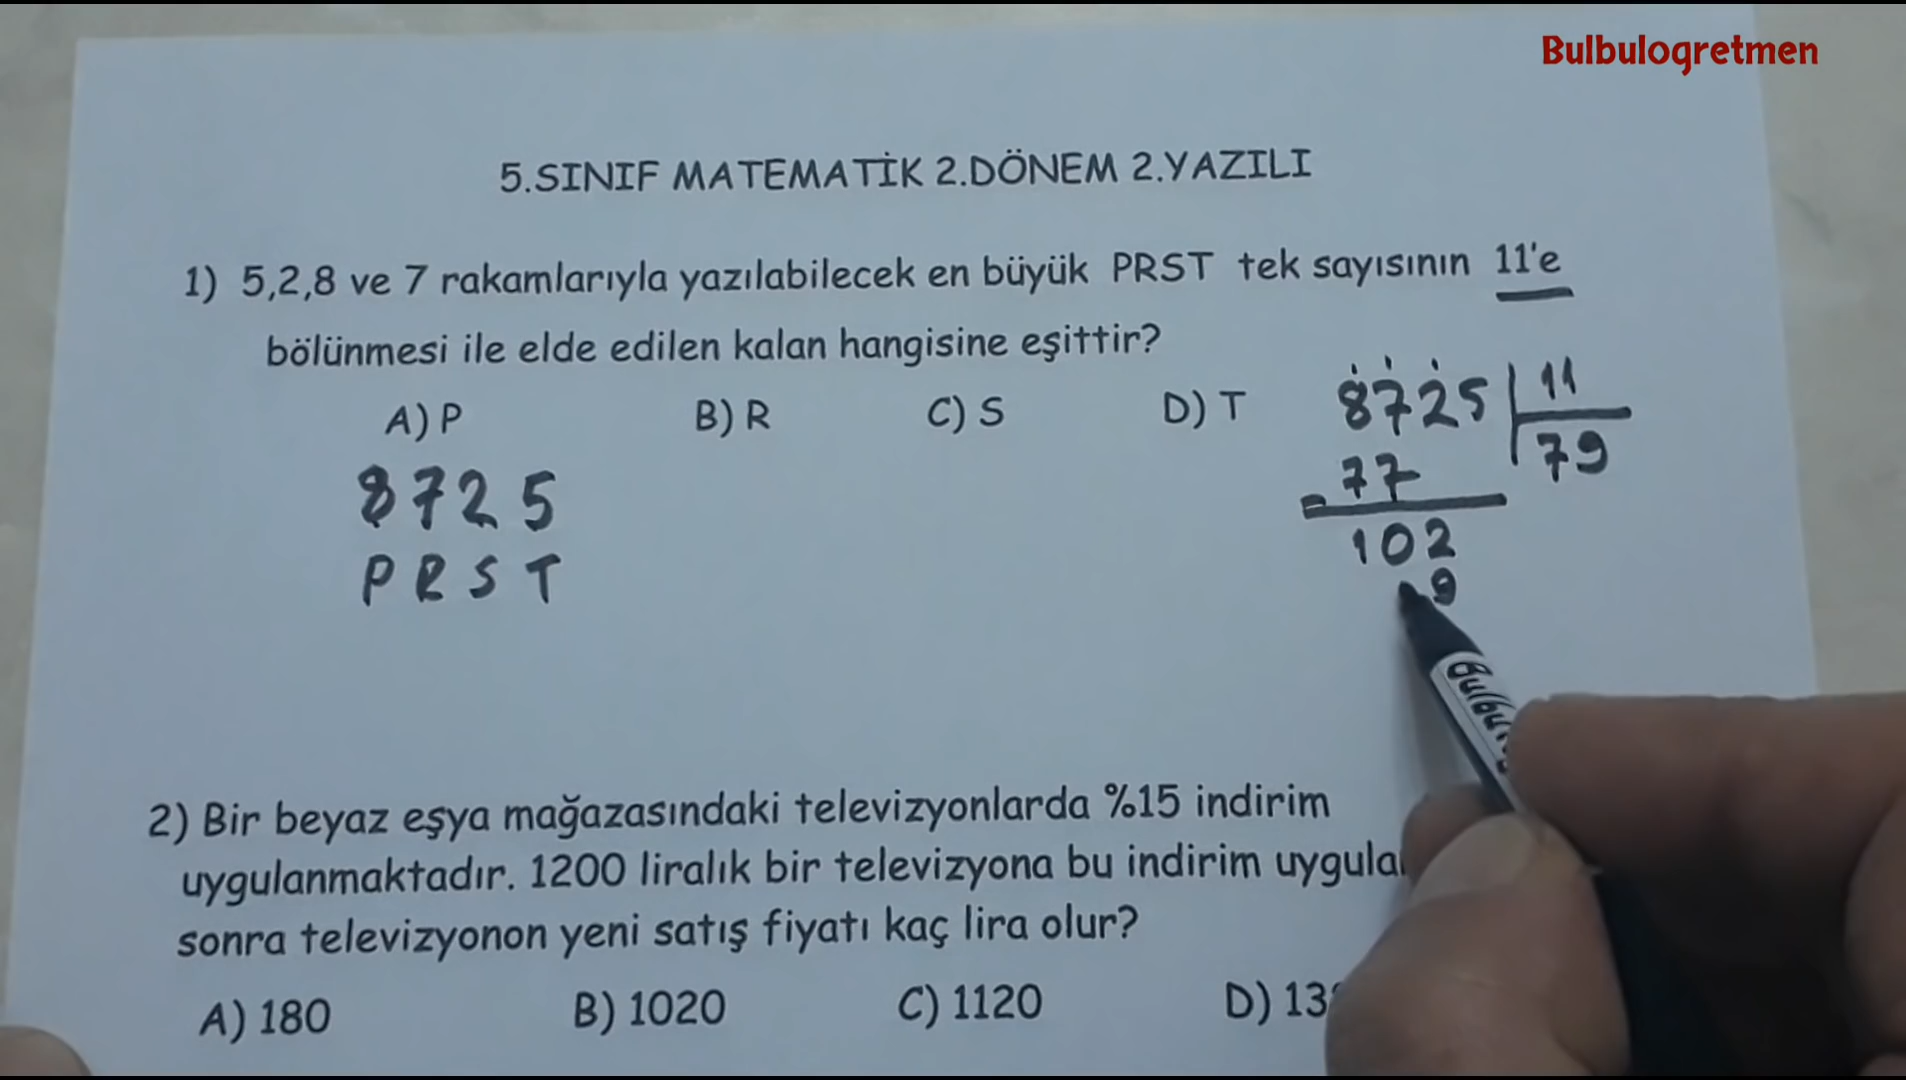 Bulbulogretmen
5.SINIF MATEMATİK 2.DÖNEM 2.YAZILI
1) 5,2,8 ve 7 rakamlarıyla yazılabilecek en büyük PRST tek sayısının 11'e
bölünmesi ile elde edilen kalan hangisine eşittir?
A) P B) R C) S D) T
8725
PRST
8725 11
77 79
102
9
2) Bir beyaz eşya mağazasındaki televizyonlarda %15 indirim
uygulanmaktadır. 1200 liralık bir televizyona bu indirim
sonra televizyonon yeni satış fiyatı kaç lira olur?
A) 180 B) 1020 C) 1120 D)